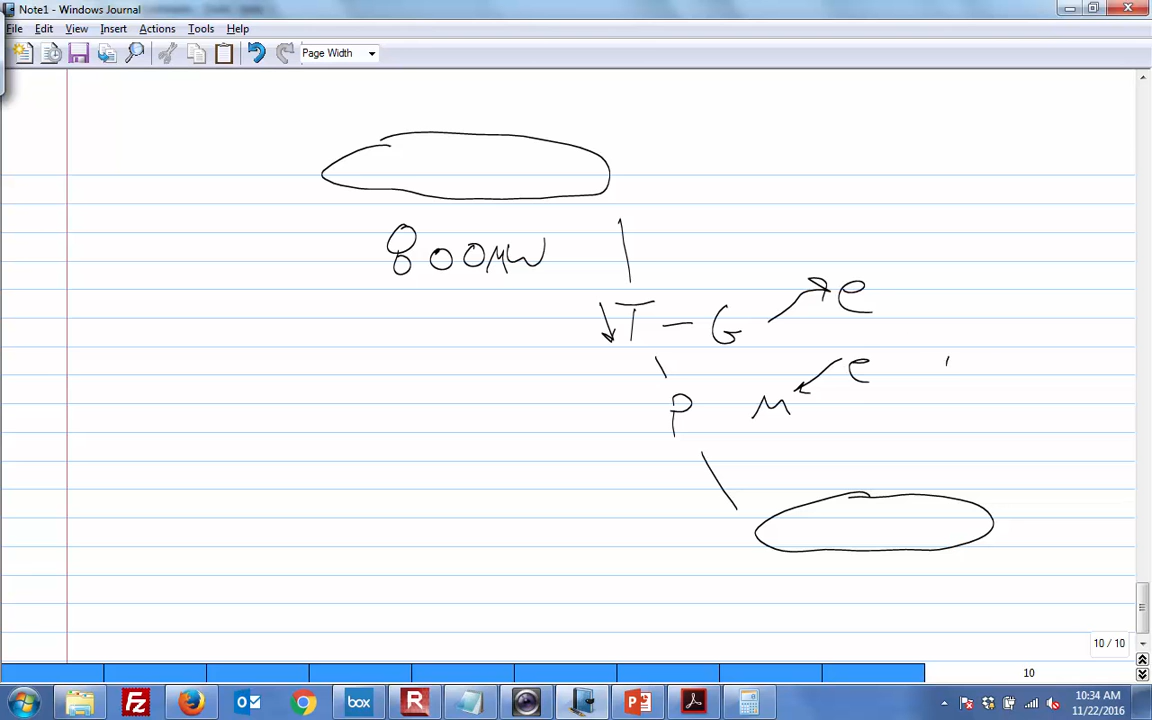 Note1 - Windows Journal
File Edit View Insert Actions Tools Help
Page Width
800MW
T - G e
e
P M
10 / 10
10
box
R
10:34 AM
11/22/2016